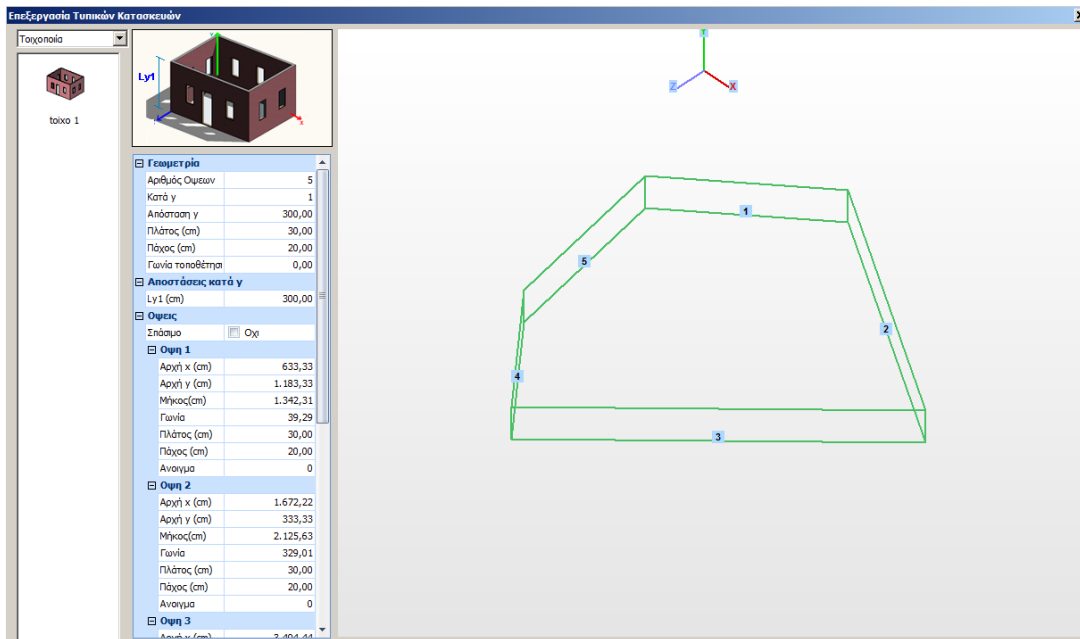 Επεξεργασία Τυπικών Κατασκευών
Τοιχοποιία
toixo 1
Ly1
Y
X
Z
Γεωμετρία
Αριθμός Οψεων 5
Κατά y 1
Απόσταση y 300,00
Πλάτος (cm) 30,00
Πάχος (cm) 20,00
Γωνία τοποθέτησι 0,00
Αποστάσεις κατά y
Ly1 (cm) 300,00
Οψεις
Σπάσιμο Οχι
Οψη 1
Αρχή x (cm) 633,33
Αρχή y (cm) 1.183,33
Μήκος(cm) 1.342,31
Γωνία 39,29
Πλάτος (cm) 30,00
Πάχος (cm) 20,00
Ανοιγμα 0
Οψη 2
Αρχή x (cm) 1.672,22
Αρχή y (cm) 333,33
Μήκος(cm) 2.125,63
Γωνία 329,01
Πλάτος (cm) 30,00
Πάχος (cm) 20,00
Ανοιγμα 0
Οψη 3
Αρχή x (cm) 3.494,44
Y
Z
X
1
5
2
4
3